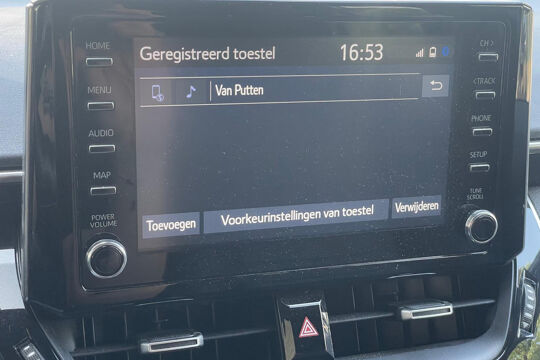 HOME
MENU
AUDIO
MAP
POWER
VOLUME
Geregistreerd toestel 16:53
Van Putten
Toevoegen Voorkeurinstellingen van toestel Verwijderen
CH >
< TRACK
PHONE
SETUP
TUNE
SCROLL